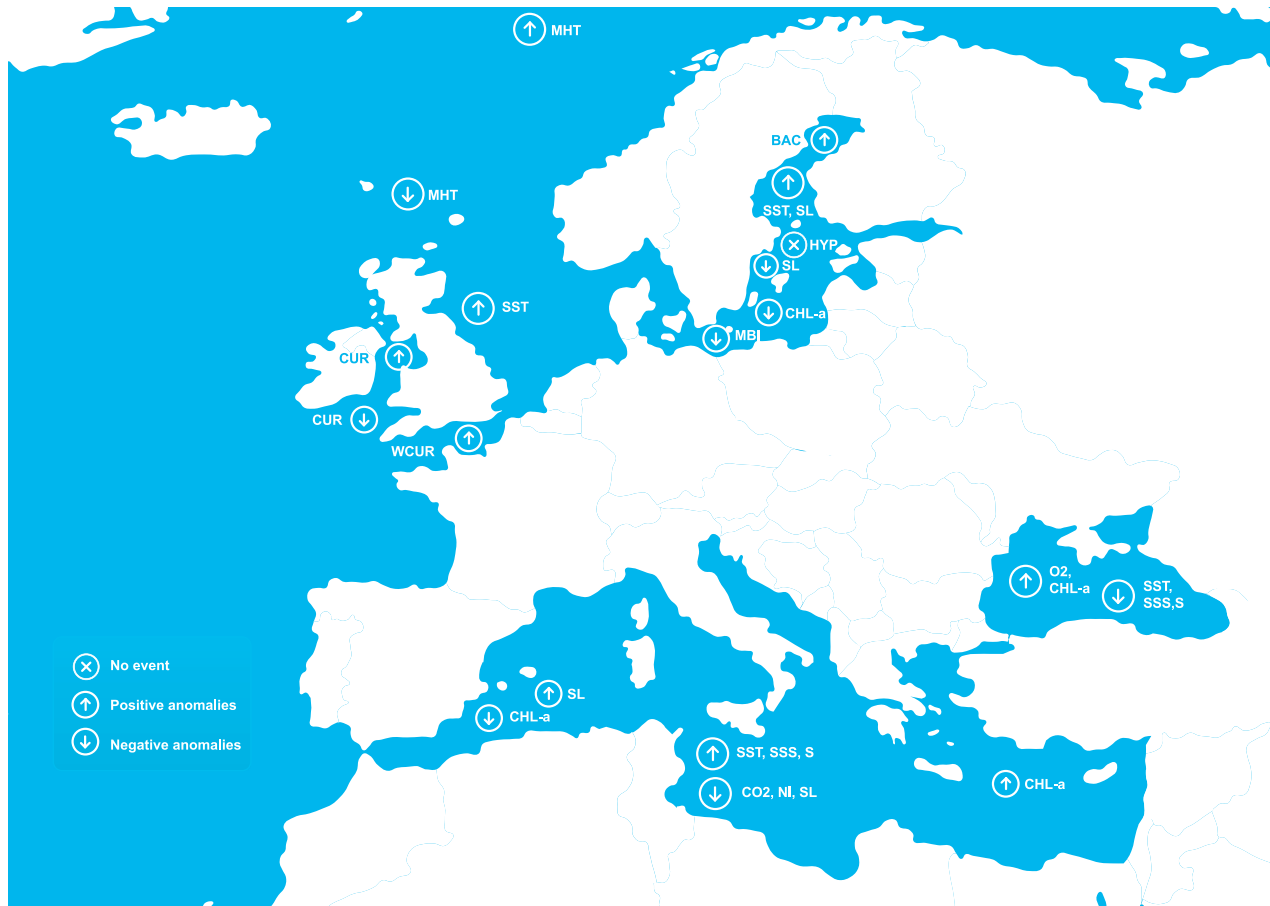 MHT
BAC
MHT
SST, SL
HYP
SL
SST
CHL-a
MBI
CUR
CUR
WCUR
O2,
CHL-a
SST,
SSS,S
No event
Positive anomalies
Negative anomalies
SL
CHL-a
SST, SSS, S
CO2, NI, SL
CHL-a